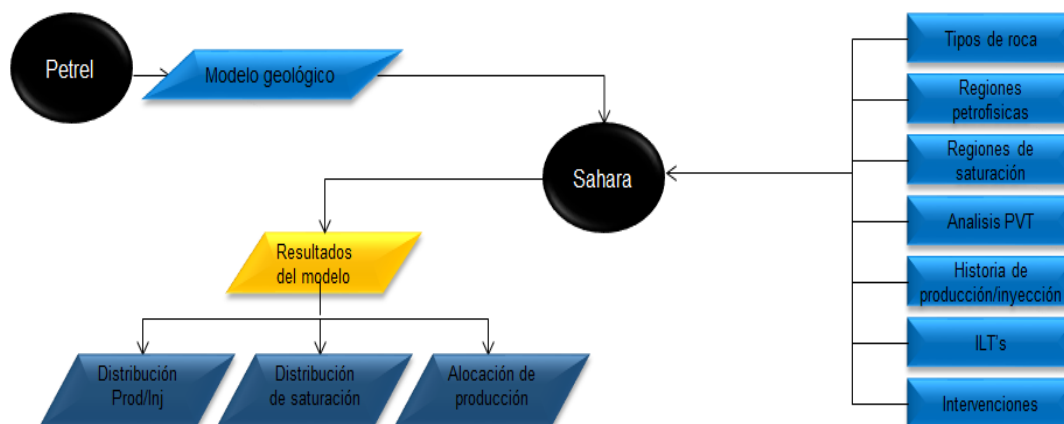 Petrel
Modelo geológico
Sahara
Resultados
del modelo
Distribución
Prod/Inj
Distribución
de saturación
Alocación de
producción
Tipos de roca
Regiones
petrofisicas
Regiones de
saturación
Analisis PVT
Historia de
producción/inyección
ILT's
Intervenciones